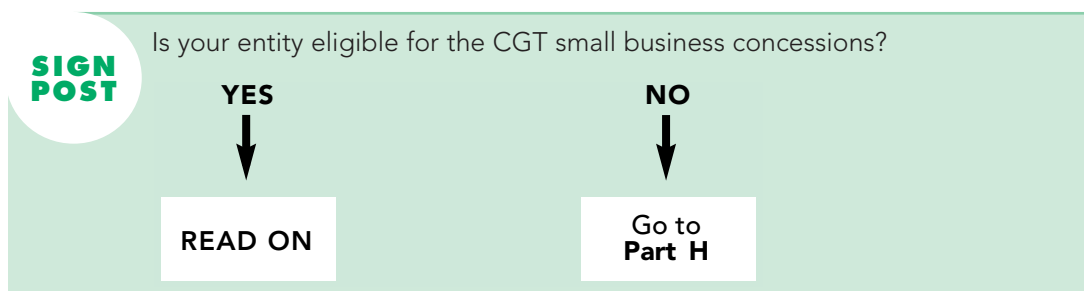 SIGN
POST
Is your entity eligible for the CGT small business concessions?
YES
NO
READ ON
Go to
Part H